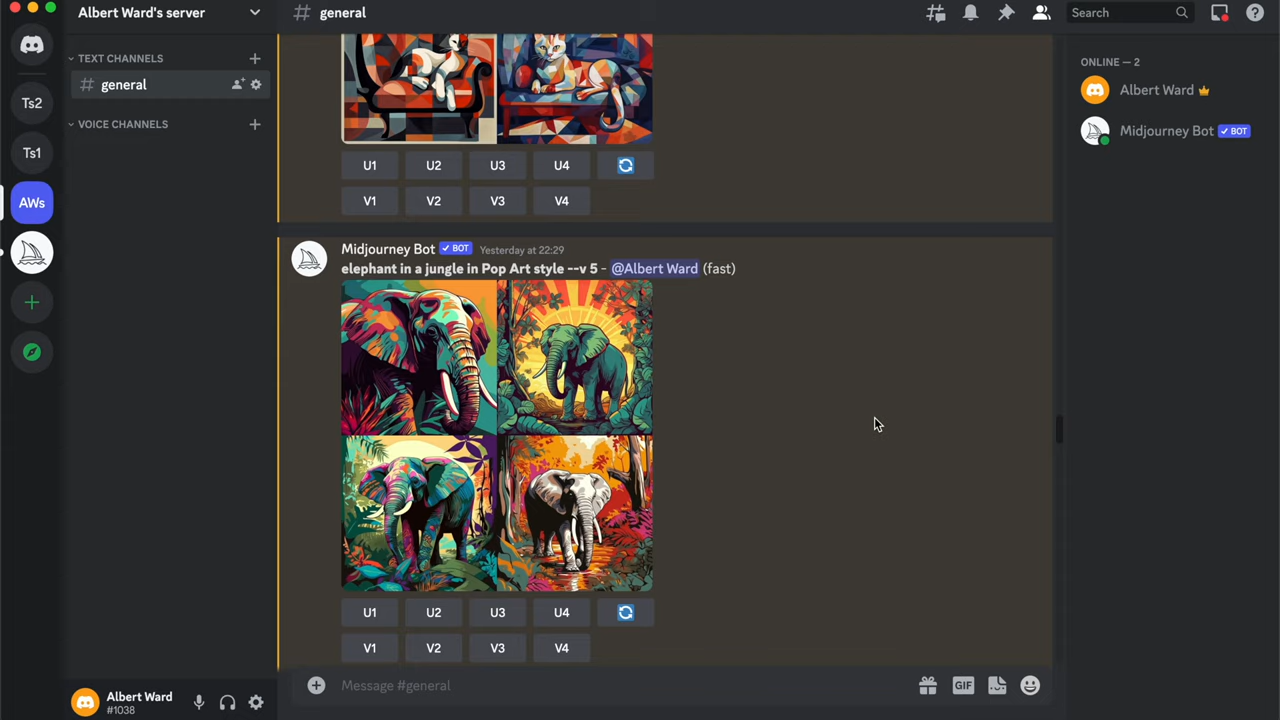 Albert Ward's server
general
Search
TEXT CHANNELS
general
VOICE CHANNELS
Ts2
Ts1
AWs
U1 U2 U3 U4
V1 V2 V3 V4
Midjourney Bot BOT Yesterday at 22:29
elephant in a jungle in Pop Art style --v 5 - @Albert Ward (fast)
U1 U2 U3 U4
V1 V2 V3 V4
Message #general
GIF
Albert Ward
#1038
ONLINE — 2
Albert Ward
Midjourney Bot BOT